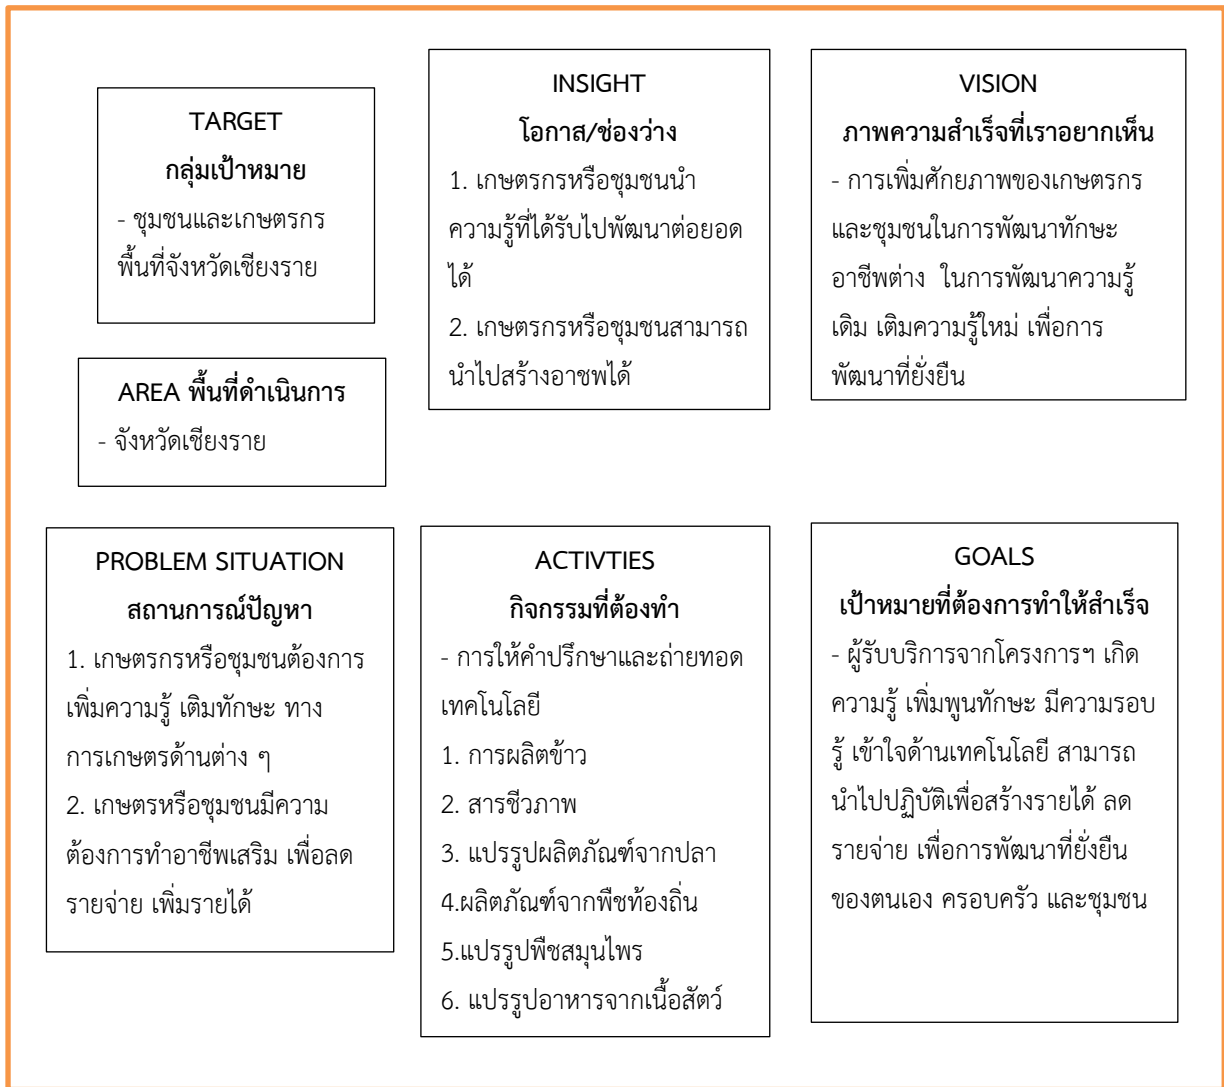 TARGET
กลุ่มเป้าหมาย
- ชุมชนและเกษตรกร
พื้นที่จังหวัดเชียงราย
AREA พื้นที่ดำเนินการ
- จังหวัดเชียงราย
INSIGHT
โอกาส/ช่องว่าง
1. เกษตรกรหรือชุมชนนำ
ความรู้ที่ได้รับไปพัฒนาต่อยอด
ได้
2. เกษตรกรหรือชุมชนสามารถ
นำไปสร้างอาชพได้
VISION
ภาพความสำเร็จที่เราอยากเห็น
- การเพิ่มศักยภาพของเกษตรกร
และชุมชนในการพัฒนาทักษะ
อาชีพต่าง ในการพัฒนาความรู้
เดิม เติมความรู้ใหม่ เพื่อการ
พัฒนาที่ยั่งยืน
PROBLEM SITUATION
สถานการณ์ปัญหา
1. เกษตรกรหรือชุมชนต้องการ
เพิ่มความรู้ เติมทักษะ ทาง
การเกษตรด้านต่าง ๆ
2. เกษตรหรือชุมชนมีความ
ต้องการทำอาชีพเสริม เพื่อลด
รายจ่าย เพิ่มรายได้
ACTIVTIES
กิจกรรมที่ต้องทำ
- การให้คำปรึกษาและถ่ายทอด
เทคโนโลยี
1. การผลิตข้าว
2. สารชีวภาพ
3. แปรรูปผลิตภัณฑ์จากปลา
4.ผลิตภัณฑ์จากพืชท้องถิ่น
5.แปรรูปพืชสมุนไพร
6. แปรรูปอาหารจากเนื้อสัตว์
GOALS
เป้าหมายที่ต้องการทำให้สำเร็จ
- ผู้รับบริการจากโครงการฯ เกิด
ความรู้ เพิ่มพูนทักษะ มีความรอบ
รู้ เข้าใจด้านเทคโนโลยี สามารถ
นำไปปฏิบัติเพื่อสร้างรายได้ ลด
รายจ่าย เพื่อการพัฒนาที่ยั่งยืน
ของตนเอง ครอบครัว และชุมชน